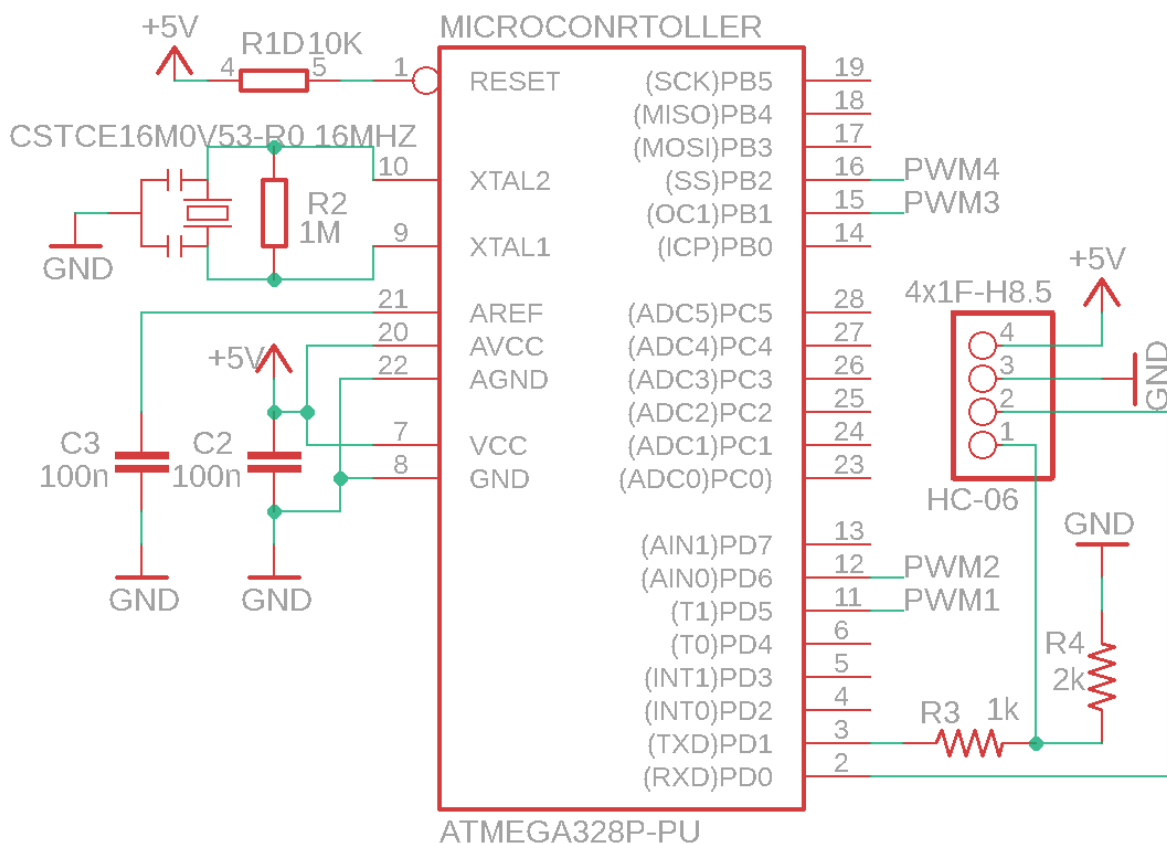 MICROCONRTOLLER
+5V
R1D 10K
4
5
1
RESET
(SCK)PB5
19
(MISO)PB4
18
CSTCE16M0V53-R0 16MHZ
(MOSI)PB3
17
10
XTAL2
(SS)PB2
16
PWM4
R2
1M
(OC1)PB1
15
PWM3
9
XTAL1
(ICP)PB0
14
GND
+5V
4x1F-H8.5
21
AREF
(ADC5)PC5
28
4
20
AVCC
(ADC4)PC4
27
+5V
3
GND
22
AGND
(ADC3)PC3
26
2
(ADC2)PC2
25
1
C3
100n
C2
100n
7
VCC
(ADC1)PC1
24
8
GND
(ADC0)PC0)
23
HC-06
GND
(AIN1)PD7
13
(AIN0)PD6
12
PWM2
GND
GND
(T1)PD5
11
PWM1
(T0)PD4
6
R4
2k
(INT1)PD3
5
(INT0)PD2
4
R3
1k
(TXD)PD1
3
(RXD)PD0
2
ATMEGA328P-PU